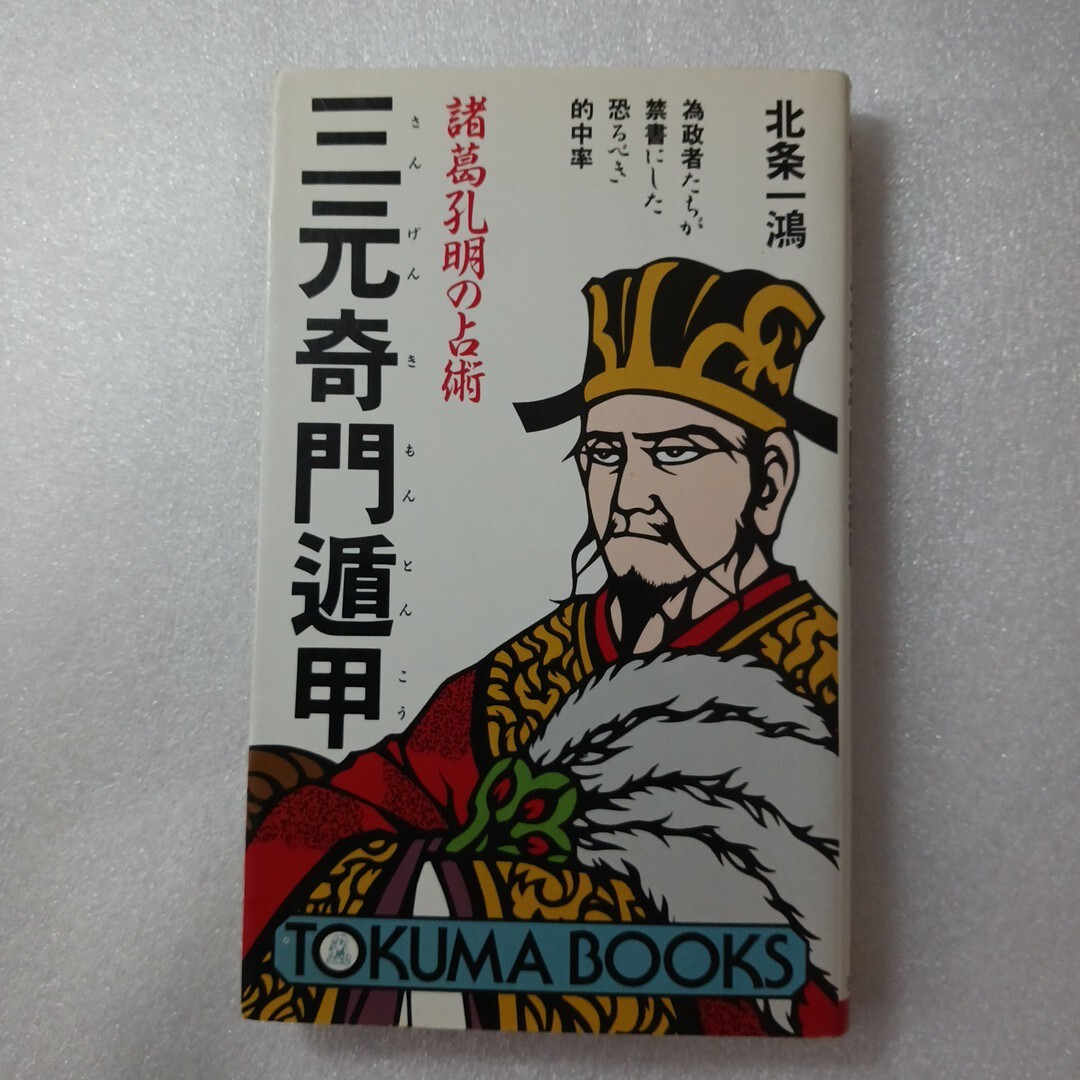 北条一鴻
為政者たちが
禁書にした
恐るべき
的中率
諸葛孔明の占術
さんげんきもんとんこう
三元奇門遁甲
TOKUMA BOOKS